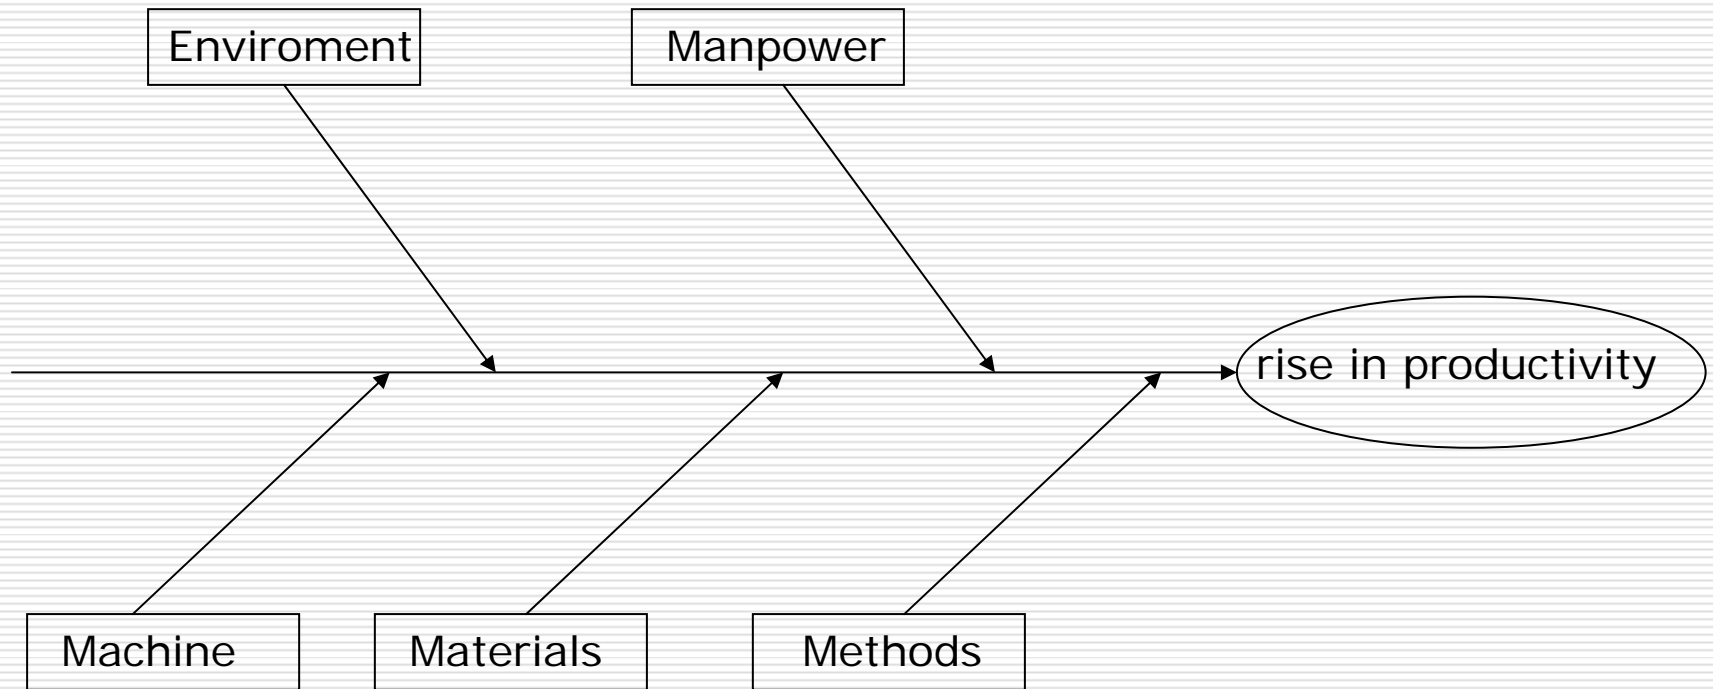 Enviroment
Manpower
rise in productivity
Machine
Materials
Methods